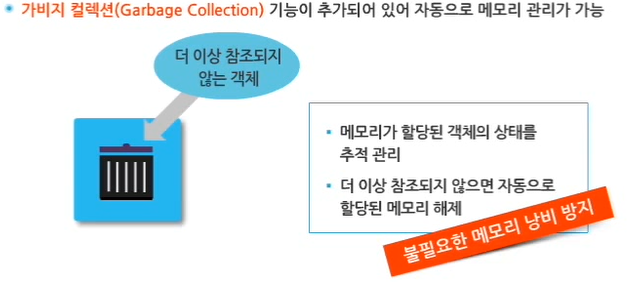 가비지 컬렉션(Garbage Collection) 기능이 추가되어 있어 자동으로 메모리 관리가 가능
더 이상 참조되지
않는 객체
메모리가 할당된 객체의 상태를
추적 관리
더 이상 참조되지 않으면 자동으로
할당된 메모리 해제
불필요한 메모리 낭비 방지